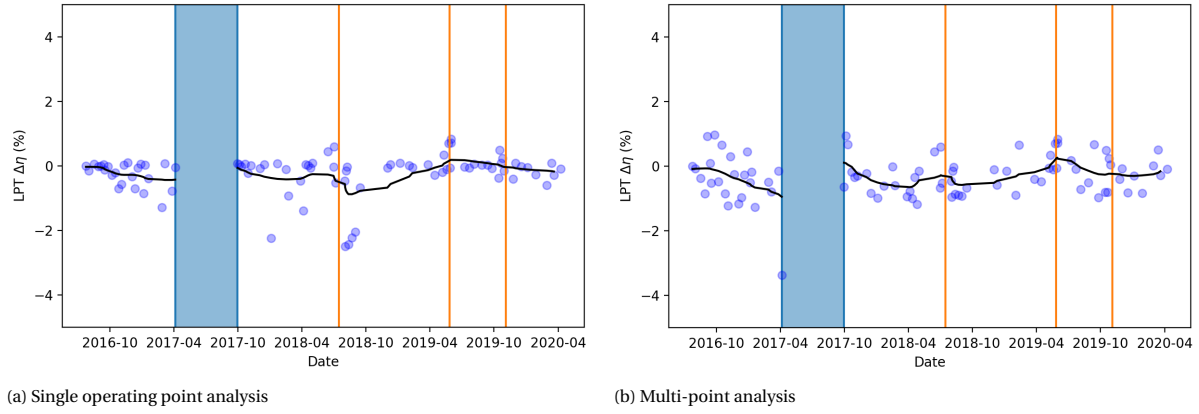 LPT Δη (%)
4
2
0
−2
−4
2016-10 2017-04 2017-10 2018-04 2018-10 2019-04 2019-10 2020-04
Date
(a) Single operating point analysis
LPT Δη (%)
4
2
0
−2
−4
2016-10 2017-04 2017-10 2018-04 2018-10 2019-04 2019-10 2020-04
Date
(b) Multi-point analysis